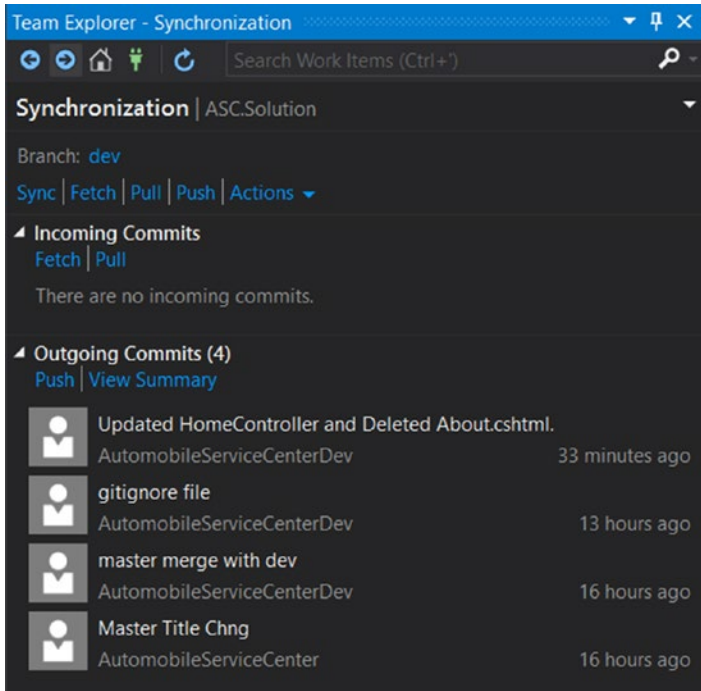 Team Explorer - Synchronization
Search Work Items (Ctrl+')
Synchronization | ASC.Solution
Branch: dev
Sync | Fetch | Pull | Push | Actions
Incoming Commits
Fetch | Pull
There are no incoming commits.
Outgoing Commits (4)
Push | View Summary
Updated HomeController and Deleted About.cshtml.
AutomobileServiceCenterDev 33 minutes ago
gitignore file
AutomobileServiceCenterDev 13 hours ago
master merge with dev
AutomobileServiceCenterDev 16 hours ago
Master Title Chng
AutomobileServiceCenter 16 hours ago